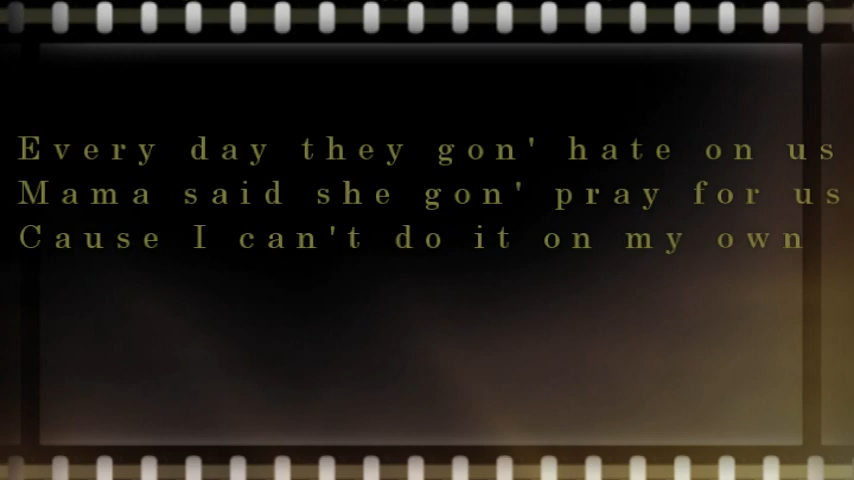 Every day they gon' hate on us
Mama said she gon' pray for us
Cause I can't do it on my own